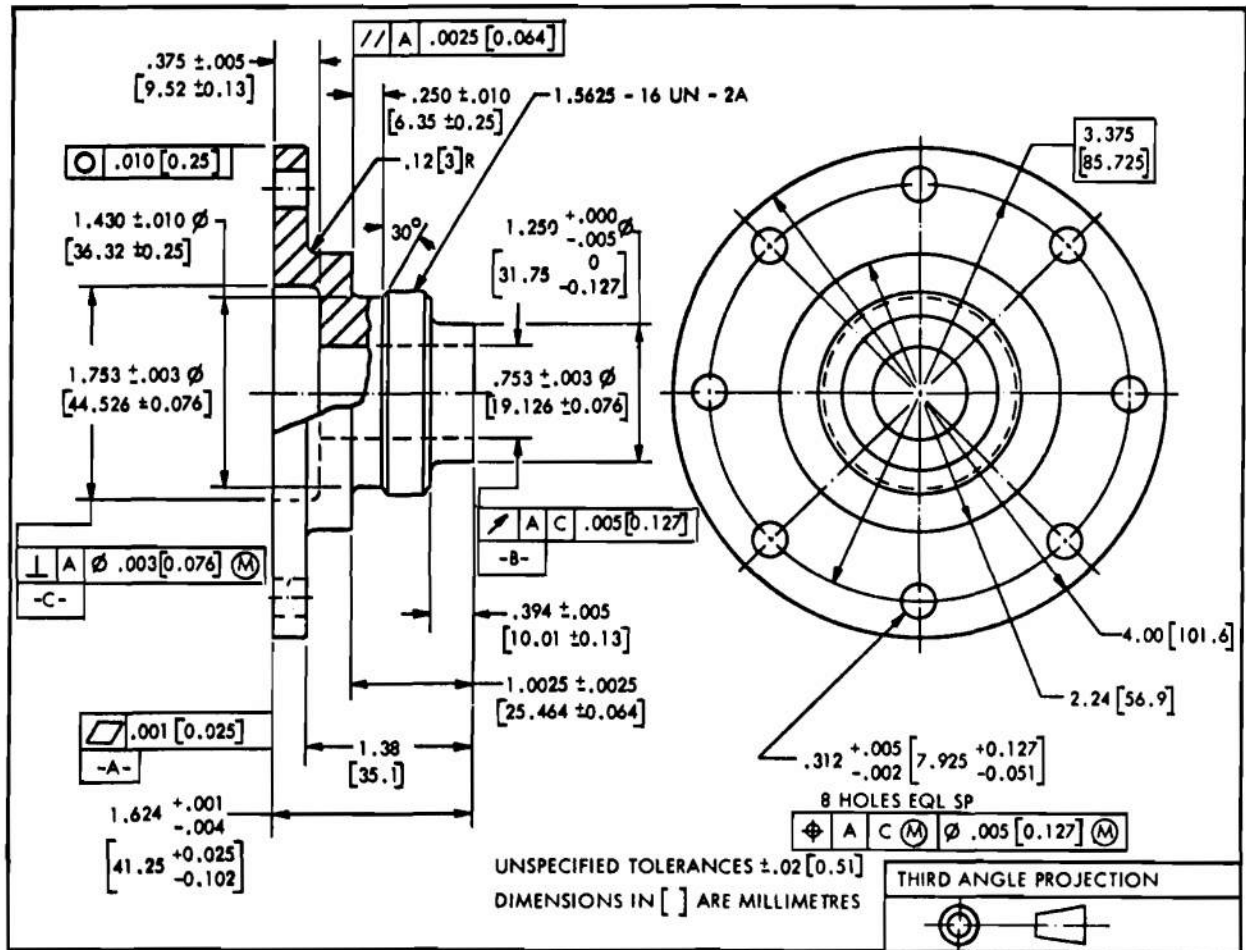 // A .0025 [0.064]
.375 ±.005
[9.52 ±0.13]
.250 ±.010
[6.35 ±0.25]
1.5625 - 16 UN - 2A
3.375
[85.725]
○ .010 [0.25]
.12 [3] R
1.430 ±.010 Ø
[36.32 ±0.25]
30°
1.250 +.000 -.005 Ø
[31.75 0 -0.127]
1.753 ±.003 Ø
[44.526 ±0.076]
.753 ±.003 Ø
[19.126 ±0.076]
↗ A C .005 [0.127]
-B-
⊥ A Ø .003 [0.076] Ⓜ
-C-
.394 ±.005
[10.01 ±0.13]
4.00 [101.6]
1.0025 ±.0025
[25.464 ±0.064]
2.24 [56.9]
⏥ .001 [0.025]
-A-
1.38
[35.1]
.312 +.005 -.002 [7.925 +0.127 -0.051]
8 HOLES EQL SP
⌖ A C Ⓜ Ø .005 [0.127] Ⓜ
1.624 +.001 -.004
[41.25 +0.025 -0.102]
UNSPECIFIED TOLERANCES ±.02 [0.51]
DIMENSIONS IN [ ] ARE MILLIMETRES
THIRD ANGLE PROJECTION